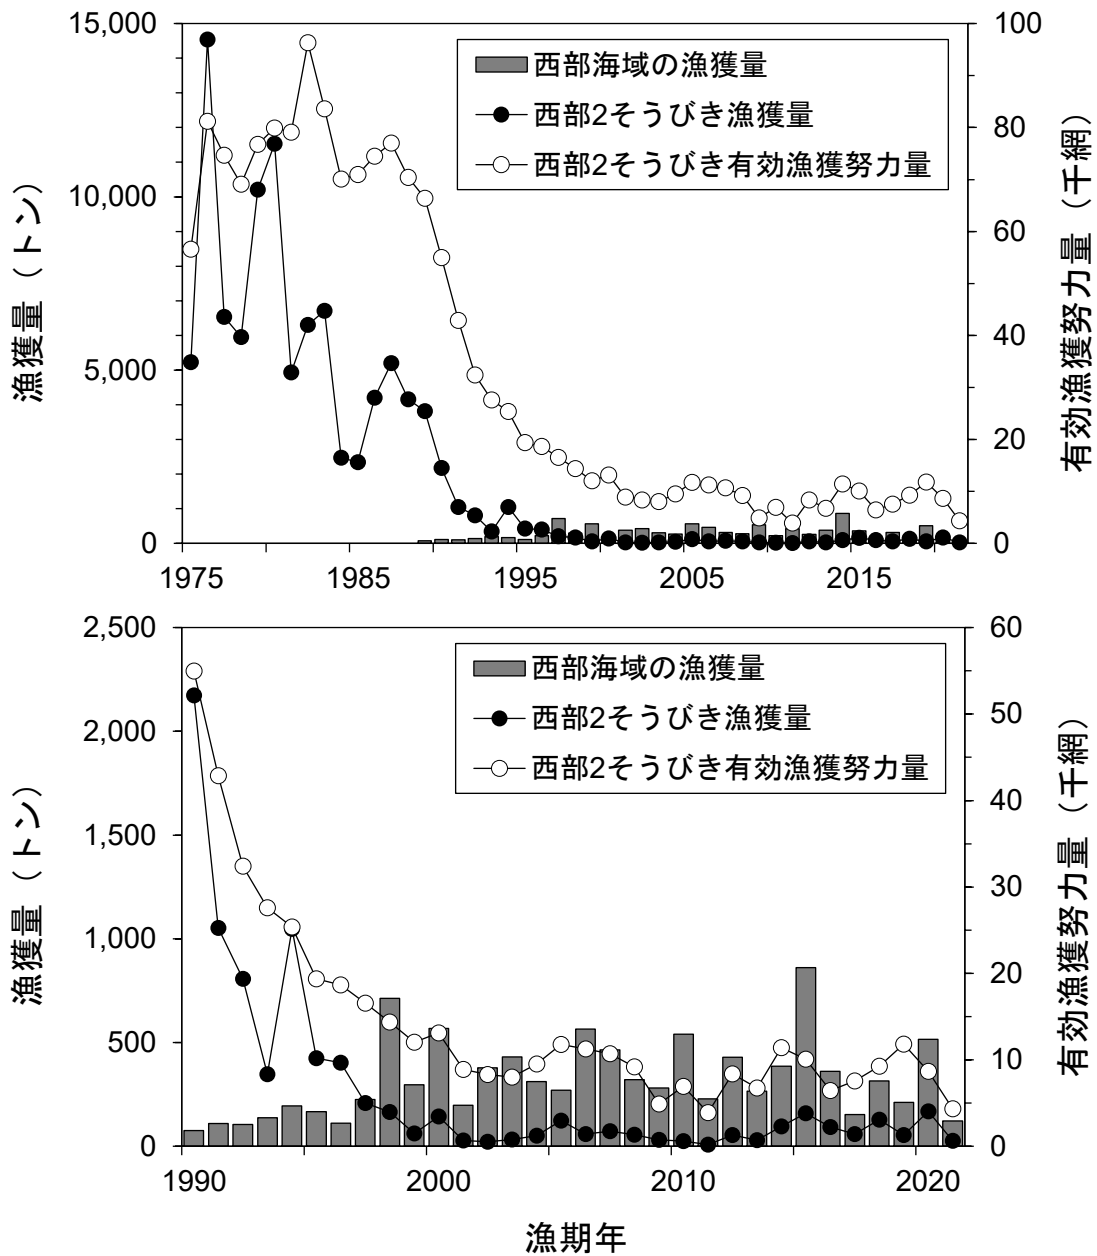 15,000
10,000
5,000
0
漁獲量（トン）
100
80
60
40
20
0
有効漁獲努力量（千網）
西部海域の漁獲量
西部2そうびき漁獲量
西部2そうびき有効漁獲努力量
1975
1985
1995
2005
2015
2,500
2,000
1,500
1,000
500
0
漁獲量（トン）
60
50
40
30
20
10
0
有効漁獲努力量（千網）
西部海域の漁獲量
西部2そうびき漁獲量
西部2そうびき有効漁獲努力量
1990
2000
2010
2020
漁期年